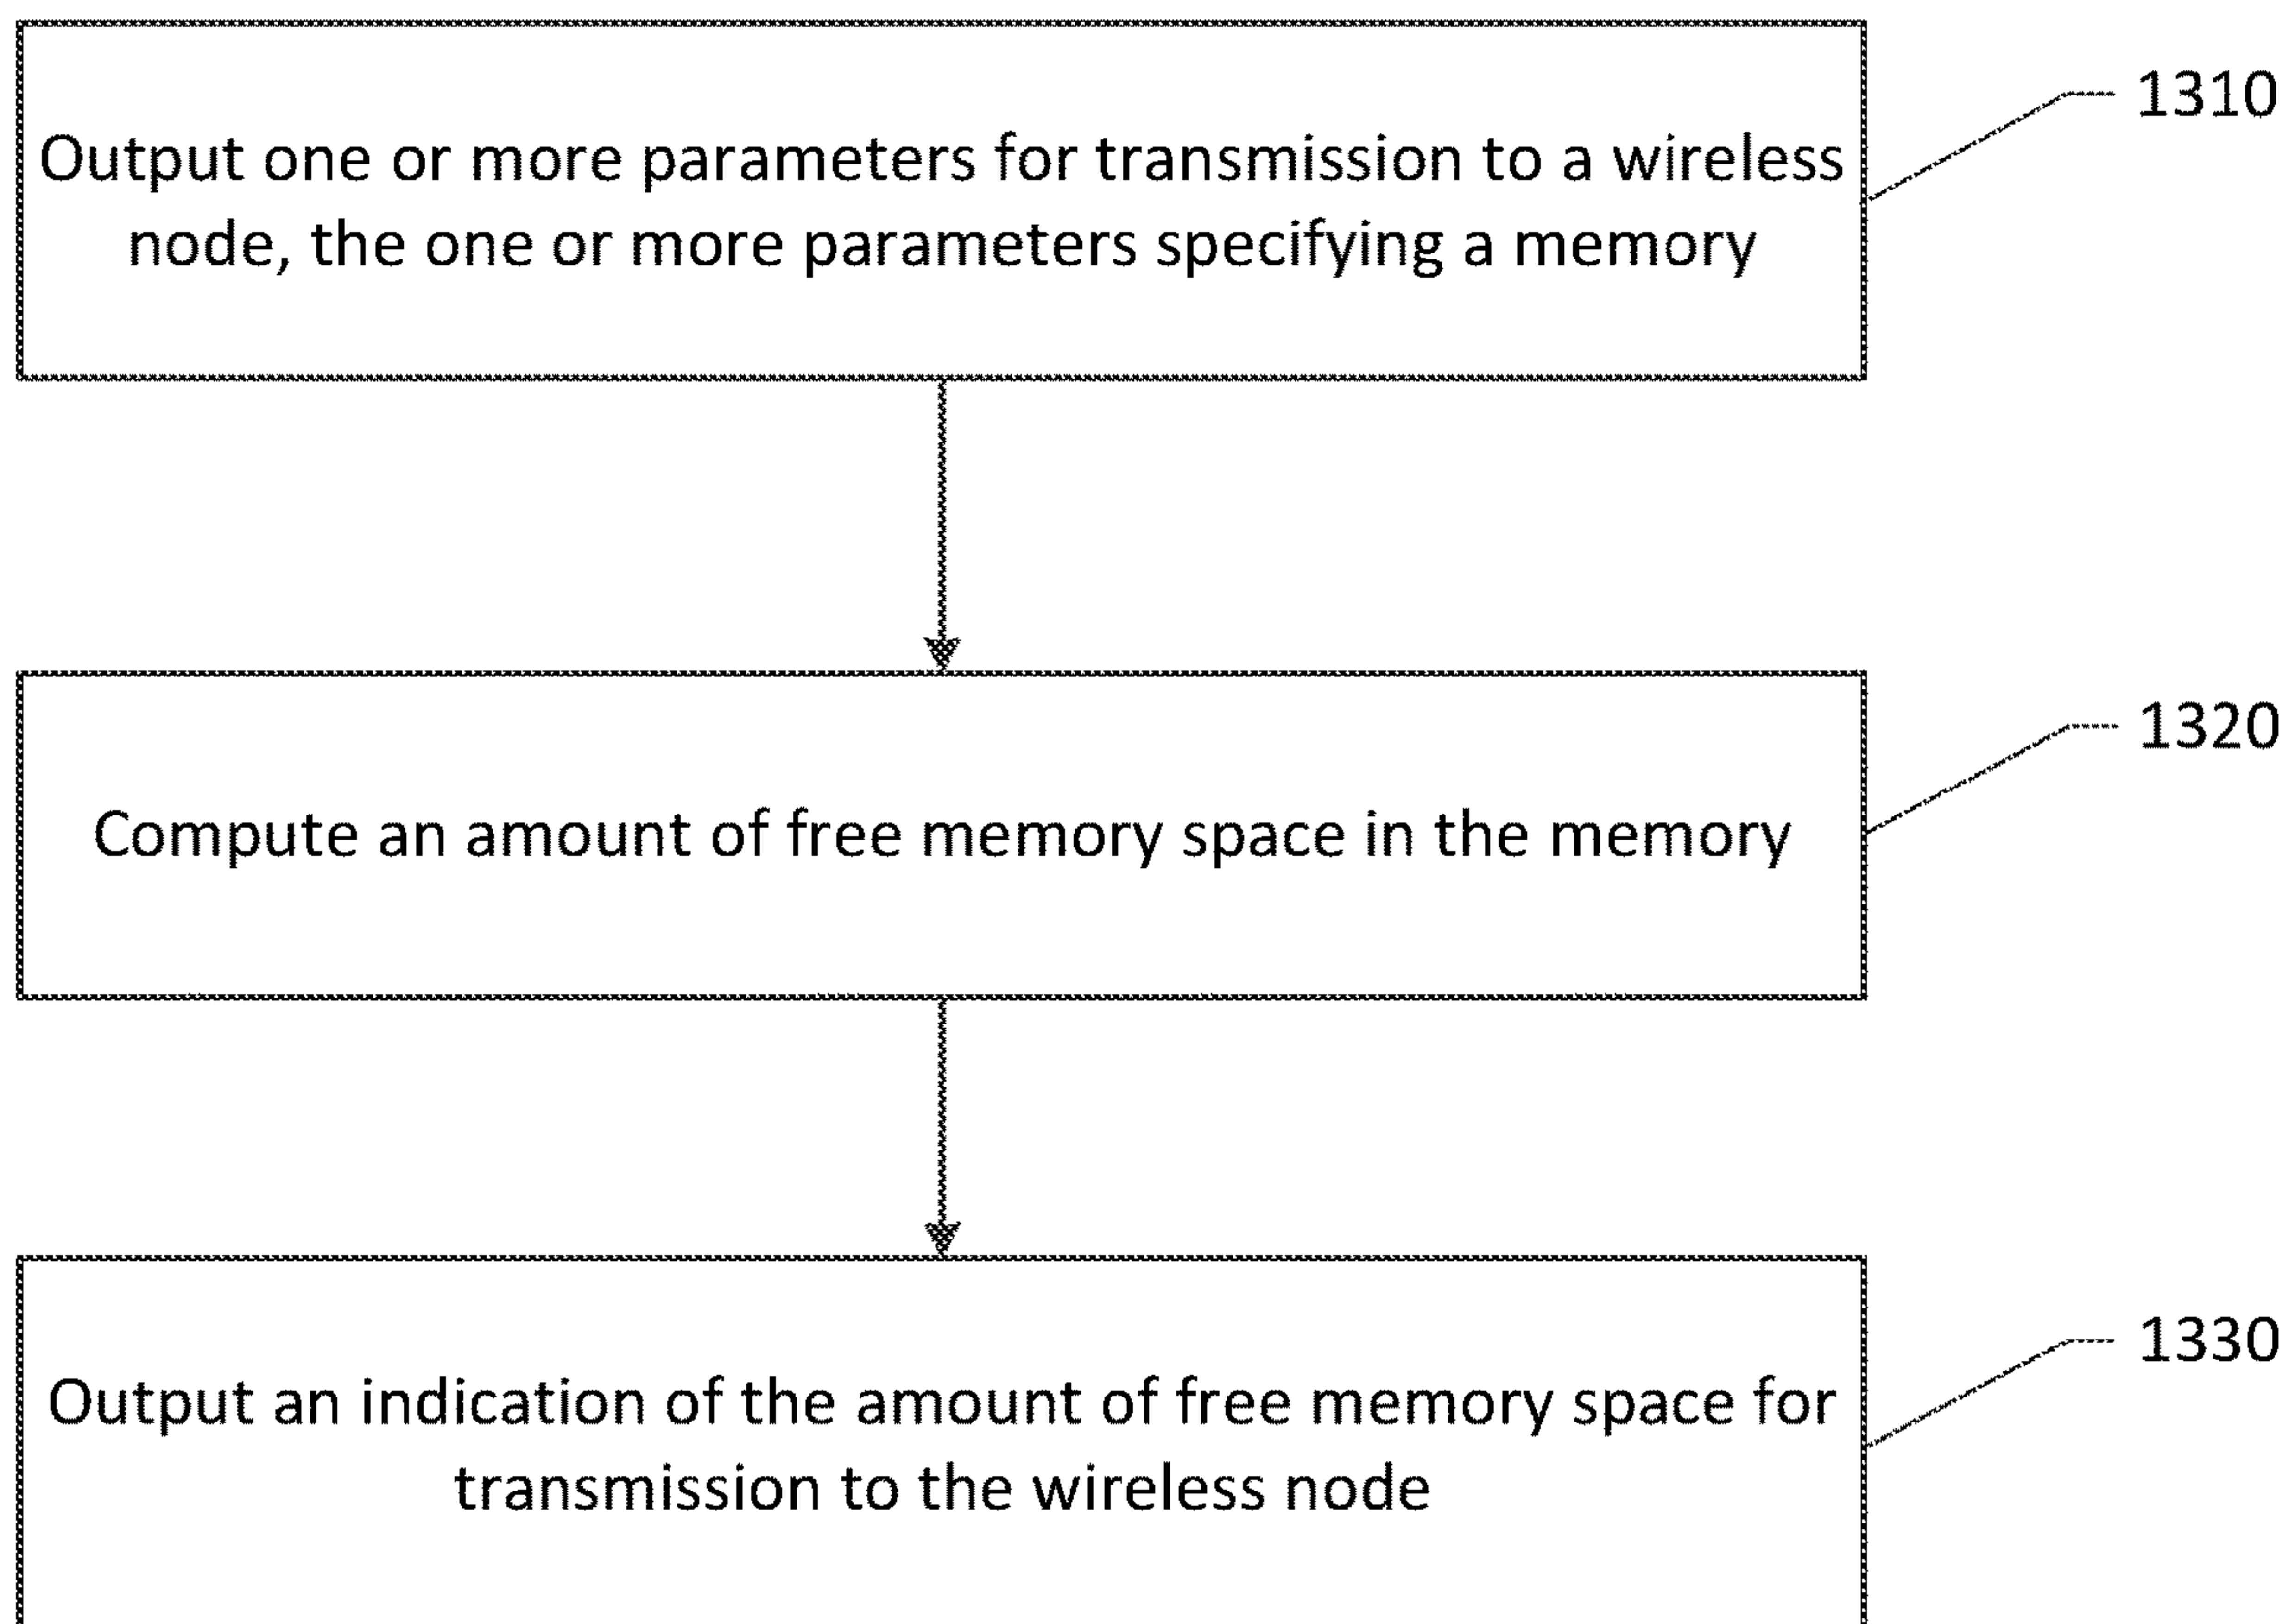 Output one or more parameters for transmission to a wireless
node, the one or more parameters specifying a memory
1310
Compute an amount of free memory space in the memory
1320
Output an indication of the amount of free memory space for
transmission to the wireless node
1330